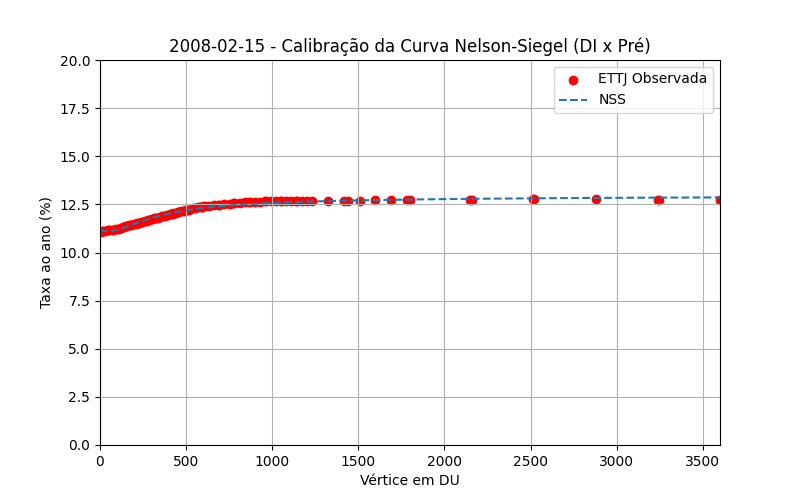 2008-02-15 - Calibração da Curva Nelson-Siegel (DI x Pré)
ETTJ Observada
NSS
Taxa ao ano (%)
20.0
17.5
15.0
12.5
10.0
7.5
5.0
2.5
0.0
0 500 1000 1500 2000 2500 3000 3500
Vértice em DU